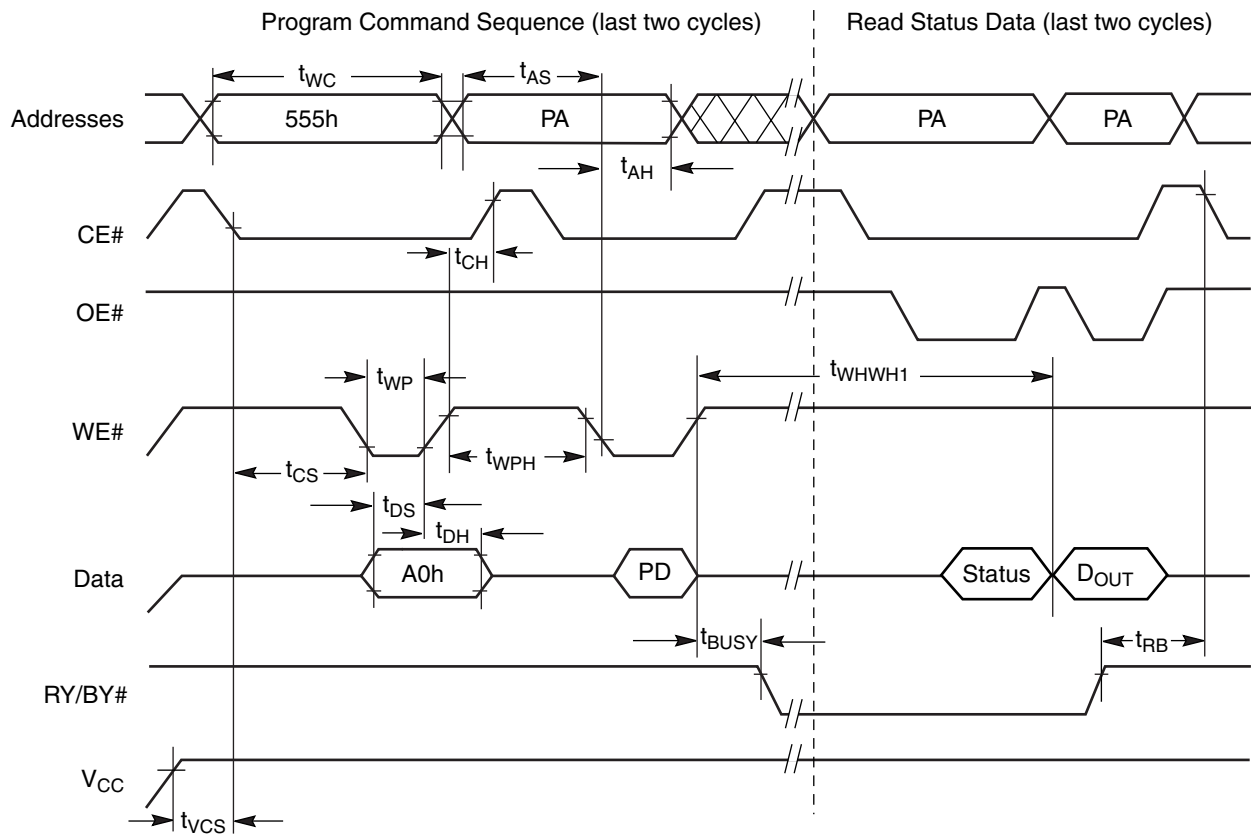 Program Command Sequence (last two cycles)
Read Status Data (last two cycles)
tWC
tAS
Addresses
555h
PA
PA
PA
tAH
CE#
tCH
OE#
tWP
tWHWH1
WE#
tCS
tWPH
tDS
tDH
Data
A0h
PD
Status
DOUT
tBUSY
tRB
RY/BY#
VCC
tVCS